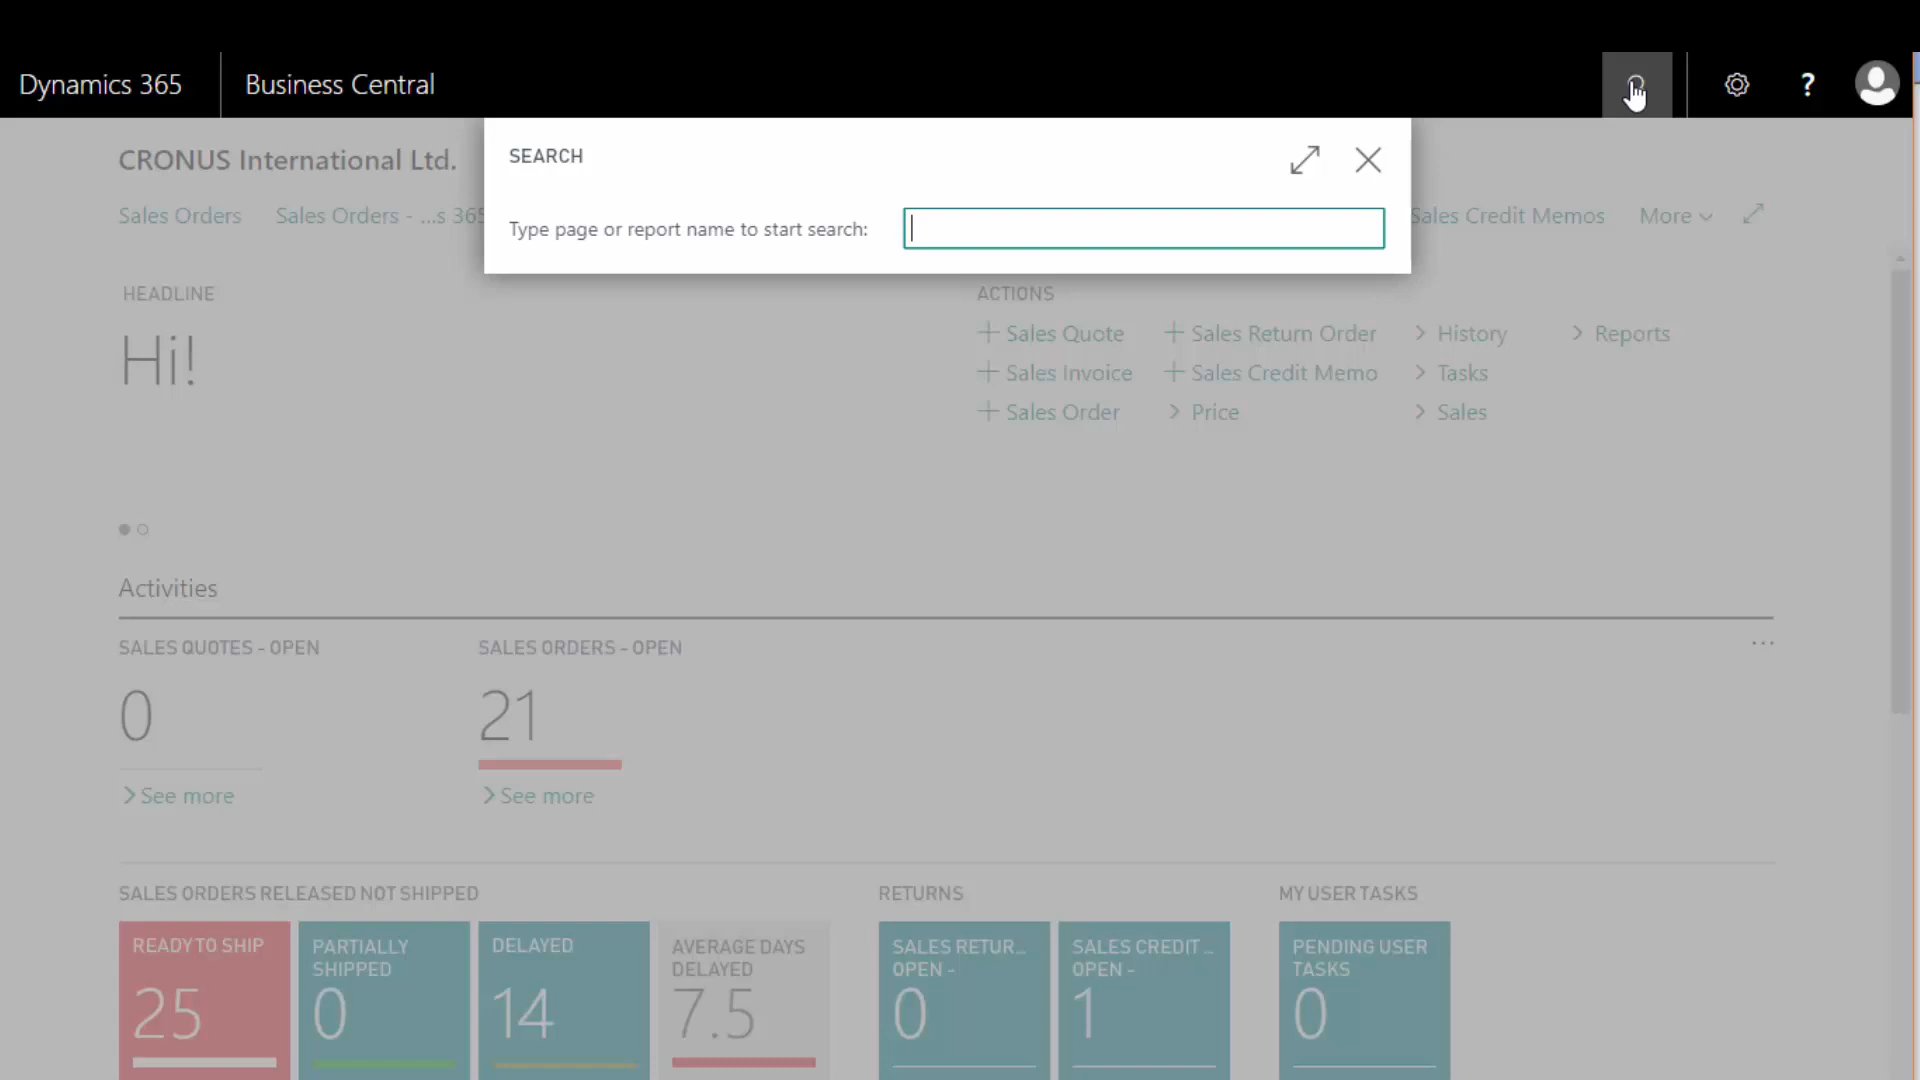 Dynamics 365 Business Central ?
CRONUS International Ltd.
SEARCH
Type page or report name to start search:
Sales Orders Sales Orders - ...s 365 Sales Credit Memos More
HEADLINE
Hi!
ACTIONS
+ Sales Quote + Sales Return Order > History > Reports
+ Sales Invoice + Sales Credit Memo > Tasks
+ Sales Order > Price > Sales
Activities
SALES QUOTES - OPEN SALES ORDERS - OPEN ...
0 21
> See more > See more
SALES ORDERS RELEASED NOT SHIPPED RETURNS MY USER TASKS
READY TO SHIP
25
PARTIALLY
SHIPPED
0
DELAYED
14
AVERAGE DAYS
DELAYED
7.5
SALES RETUR...
OPEN -
0
SALES CREDIT ...
OPEN -
1
PENDING USER
TASKS
0